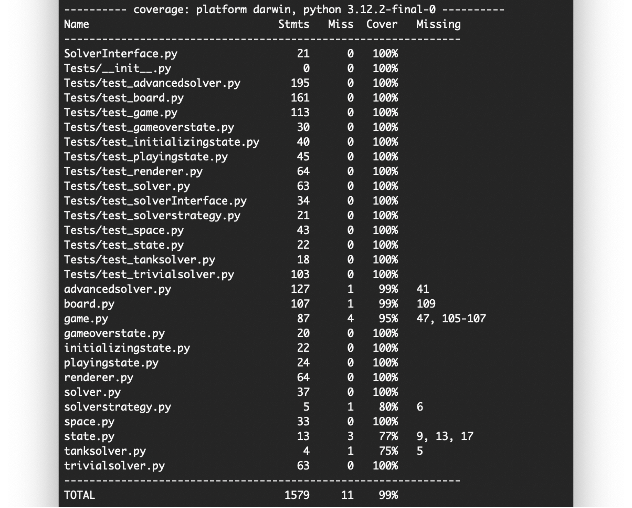 ---------- coverage: platform darwin, python 3.12.2-final-0 ----------
Name Stmts Miss Cover Missing
------------------------------------------------------------
SolverInterface.py 21 0 100%
Tests/__init__.py 0 0 100%
Tests/test_advancedsolver.py 195 0 100%
Tests/test_board.py 161 0 100%
Tests/test_game.py 113 0 100%
Tests/test_gameoverstate.py 30 0 100%
Tests/test_initializingstate.py 40 0 100%
Tests/test_playingstate.py 45 0 100%
Tests/test_renderer.py 64 0 100%
Tests/test_solver.py 63 0 100%
Tests/test_solverInterface.py 34 0 100%
Tests/test_solverstrategy.py 21 0 100%
Tests/test_space.py 43 0 100%
Tests/test_state.py 22 0 100%
Tests/test_tanksolver.py 18 0 100%
Tests/test_trivialsolver.py 103 0 100%
advancedsolver.py 127 1 99% 41
board.py 107 1 99% 109
game.py 87 4 95% 47, 105-107
gameoverstate.py 20 0 100%
initializingstate.py 22 0 100%
playingstate.py 24 0 100%
renderer.py 64 0 100%
solver.py 37 0 100%
solverstrategy.py 5 1 80% 6
space.py 33 0 100%
state.py 13 3 77% 9, 13, 17
tanksolver.py 4 1 75% 5
trivialsolver.py 63 0 100%
------------------------------------------------------------
TOTAL 1579 11 99%